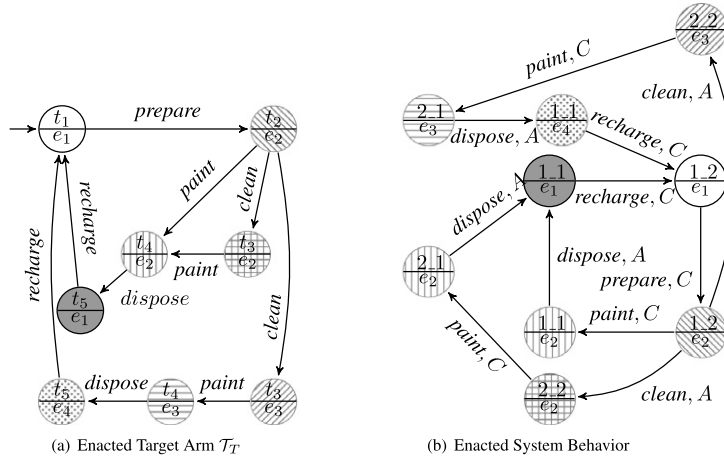 t1
e1
prepare
t2
e2
paint
clean
recharge
recharge
t4
e2
paint
t3
e2
clean
t5
e1
dispose
t5
e4
dispose
t4
e3
paint
t3
e3
(a) Enacted Target Arm 𝒯T
2_2
e3
paint, C
clean, A
2_1
e3
dispose, A
1_1
e4
recharge, C
1_1
e1
recharge, C
1_2
e1
dispose, A
2_1
e2
dispose, A
prepare, C
1_1
e2
paint, C
1_2
e2
paint, C
2_2
e2
clean, A
(b) Enacted System Behavior